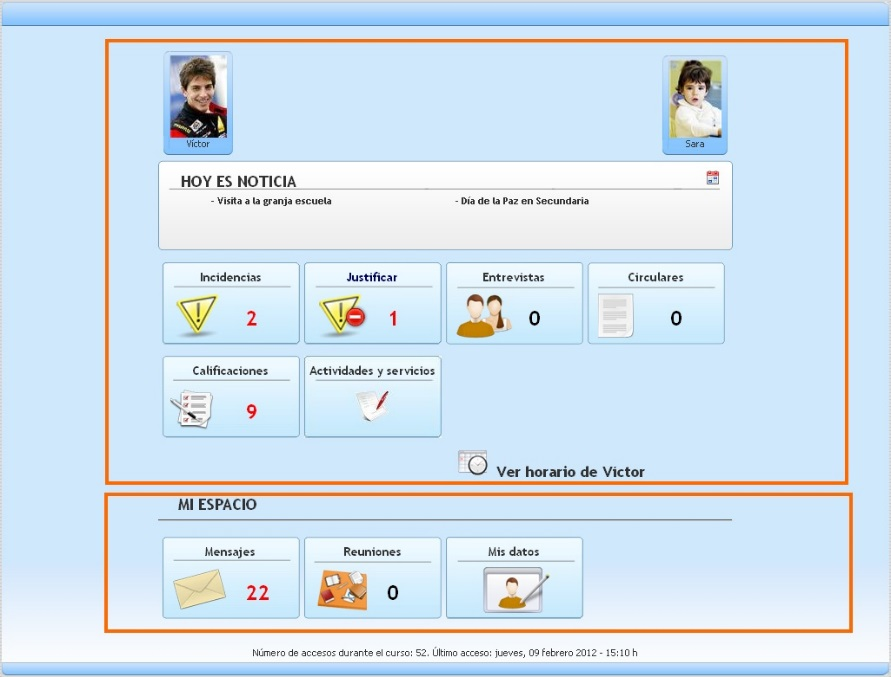 Víctor
Sara
HOY ES NOTICIA
- Visita a la granja escuela
- Día de la Paz en Secundaria
Incidencias
2
Justificar
1
Entrevistas
0
Circulares
0
Calificaciones
9
Actividades y servicios
Ver horario de Victor
MI ESPACIO
Mensajes
22
Reuniones
0
Mis datos
Número de accesos durante el curso: 52. Último acceso: jueves, 09 febrero 2012 - 15:10 h